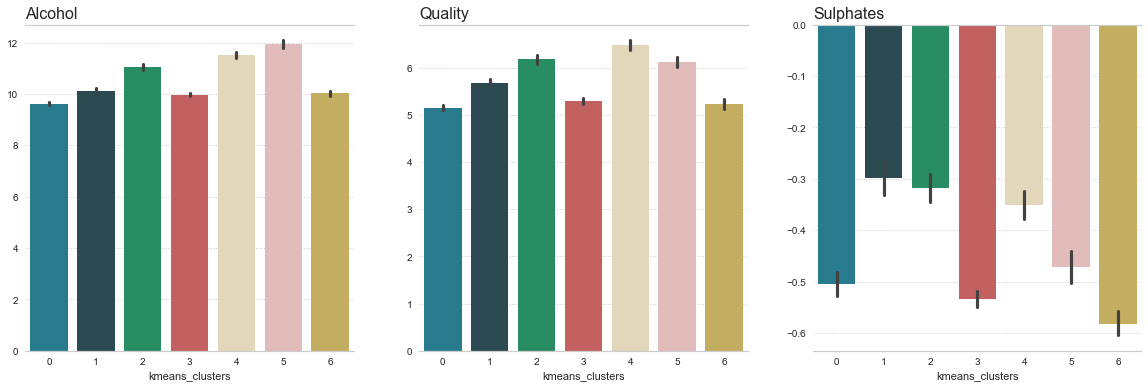 Alcohol
12
10
8
6
4
2
0
0 1 2 3 4 5 6
kmeans_clusters
Quality
6
5
4
3
2
1
0
0 1 2 3 4 5 6
kmeans_clusters
Sulphates
0.0
−0.1
−0.2
−0.3
−0.4
−0.5
−0.6
0 1 2 3 4 5 6
kmeans_clusters